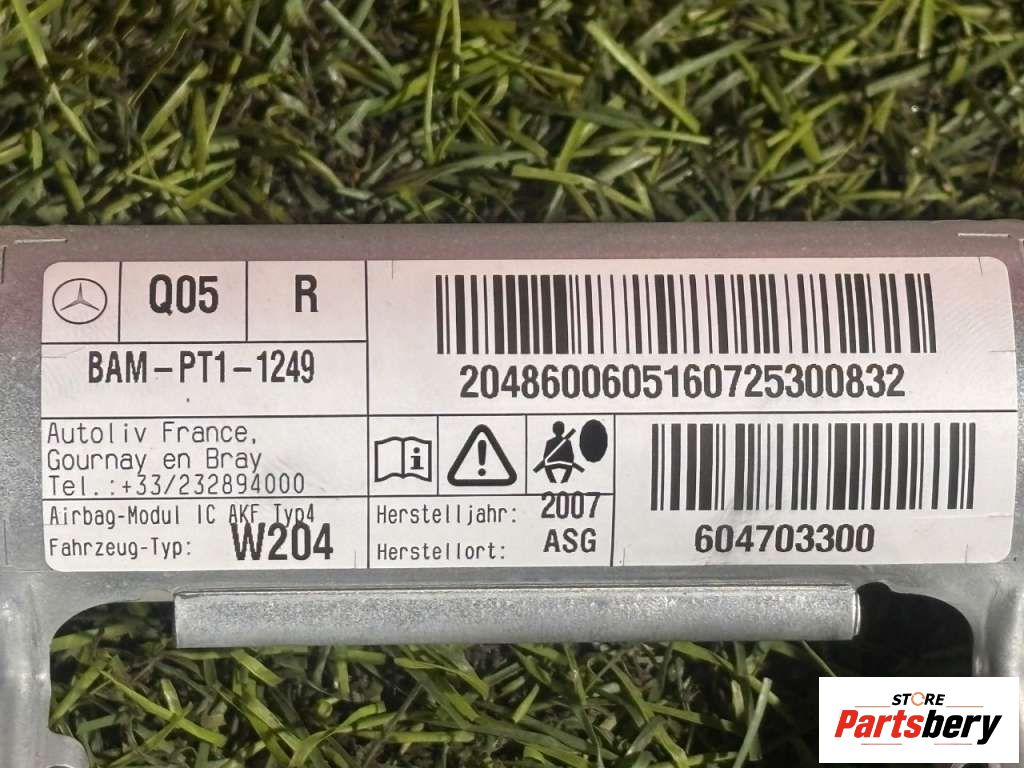 Q05
R
BAM-PT1-1249
2048600605160725300832
Autoliv France,
Gournay en Bray
Tel.:+33/232894000
Airbag-Modul IC AKF Typ4
Fahrzeug-Typ: W204
Herstelljahr: 2007
Herstellort: ASG
604703300
STORE
Partsbery